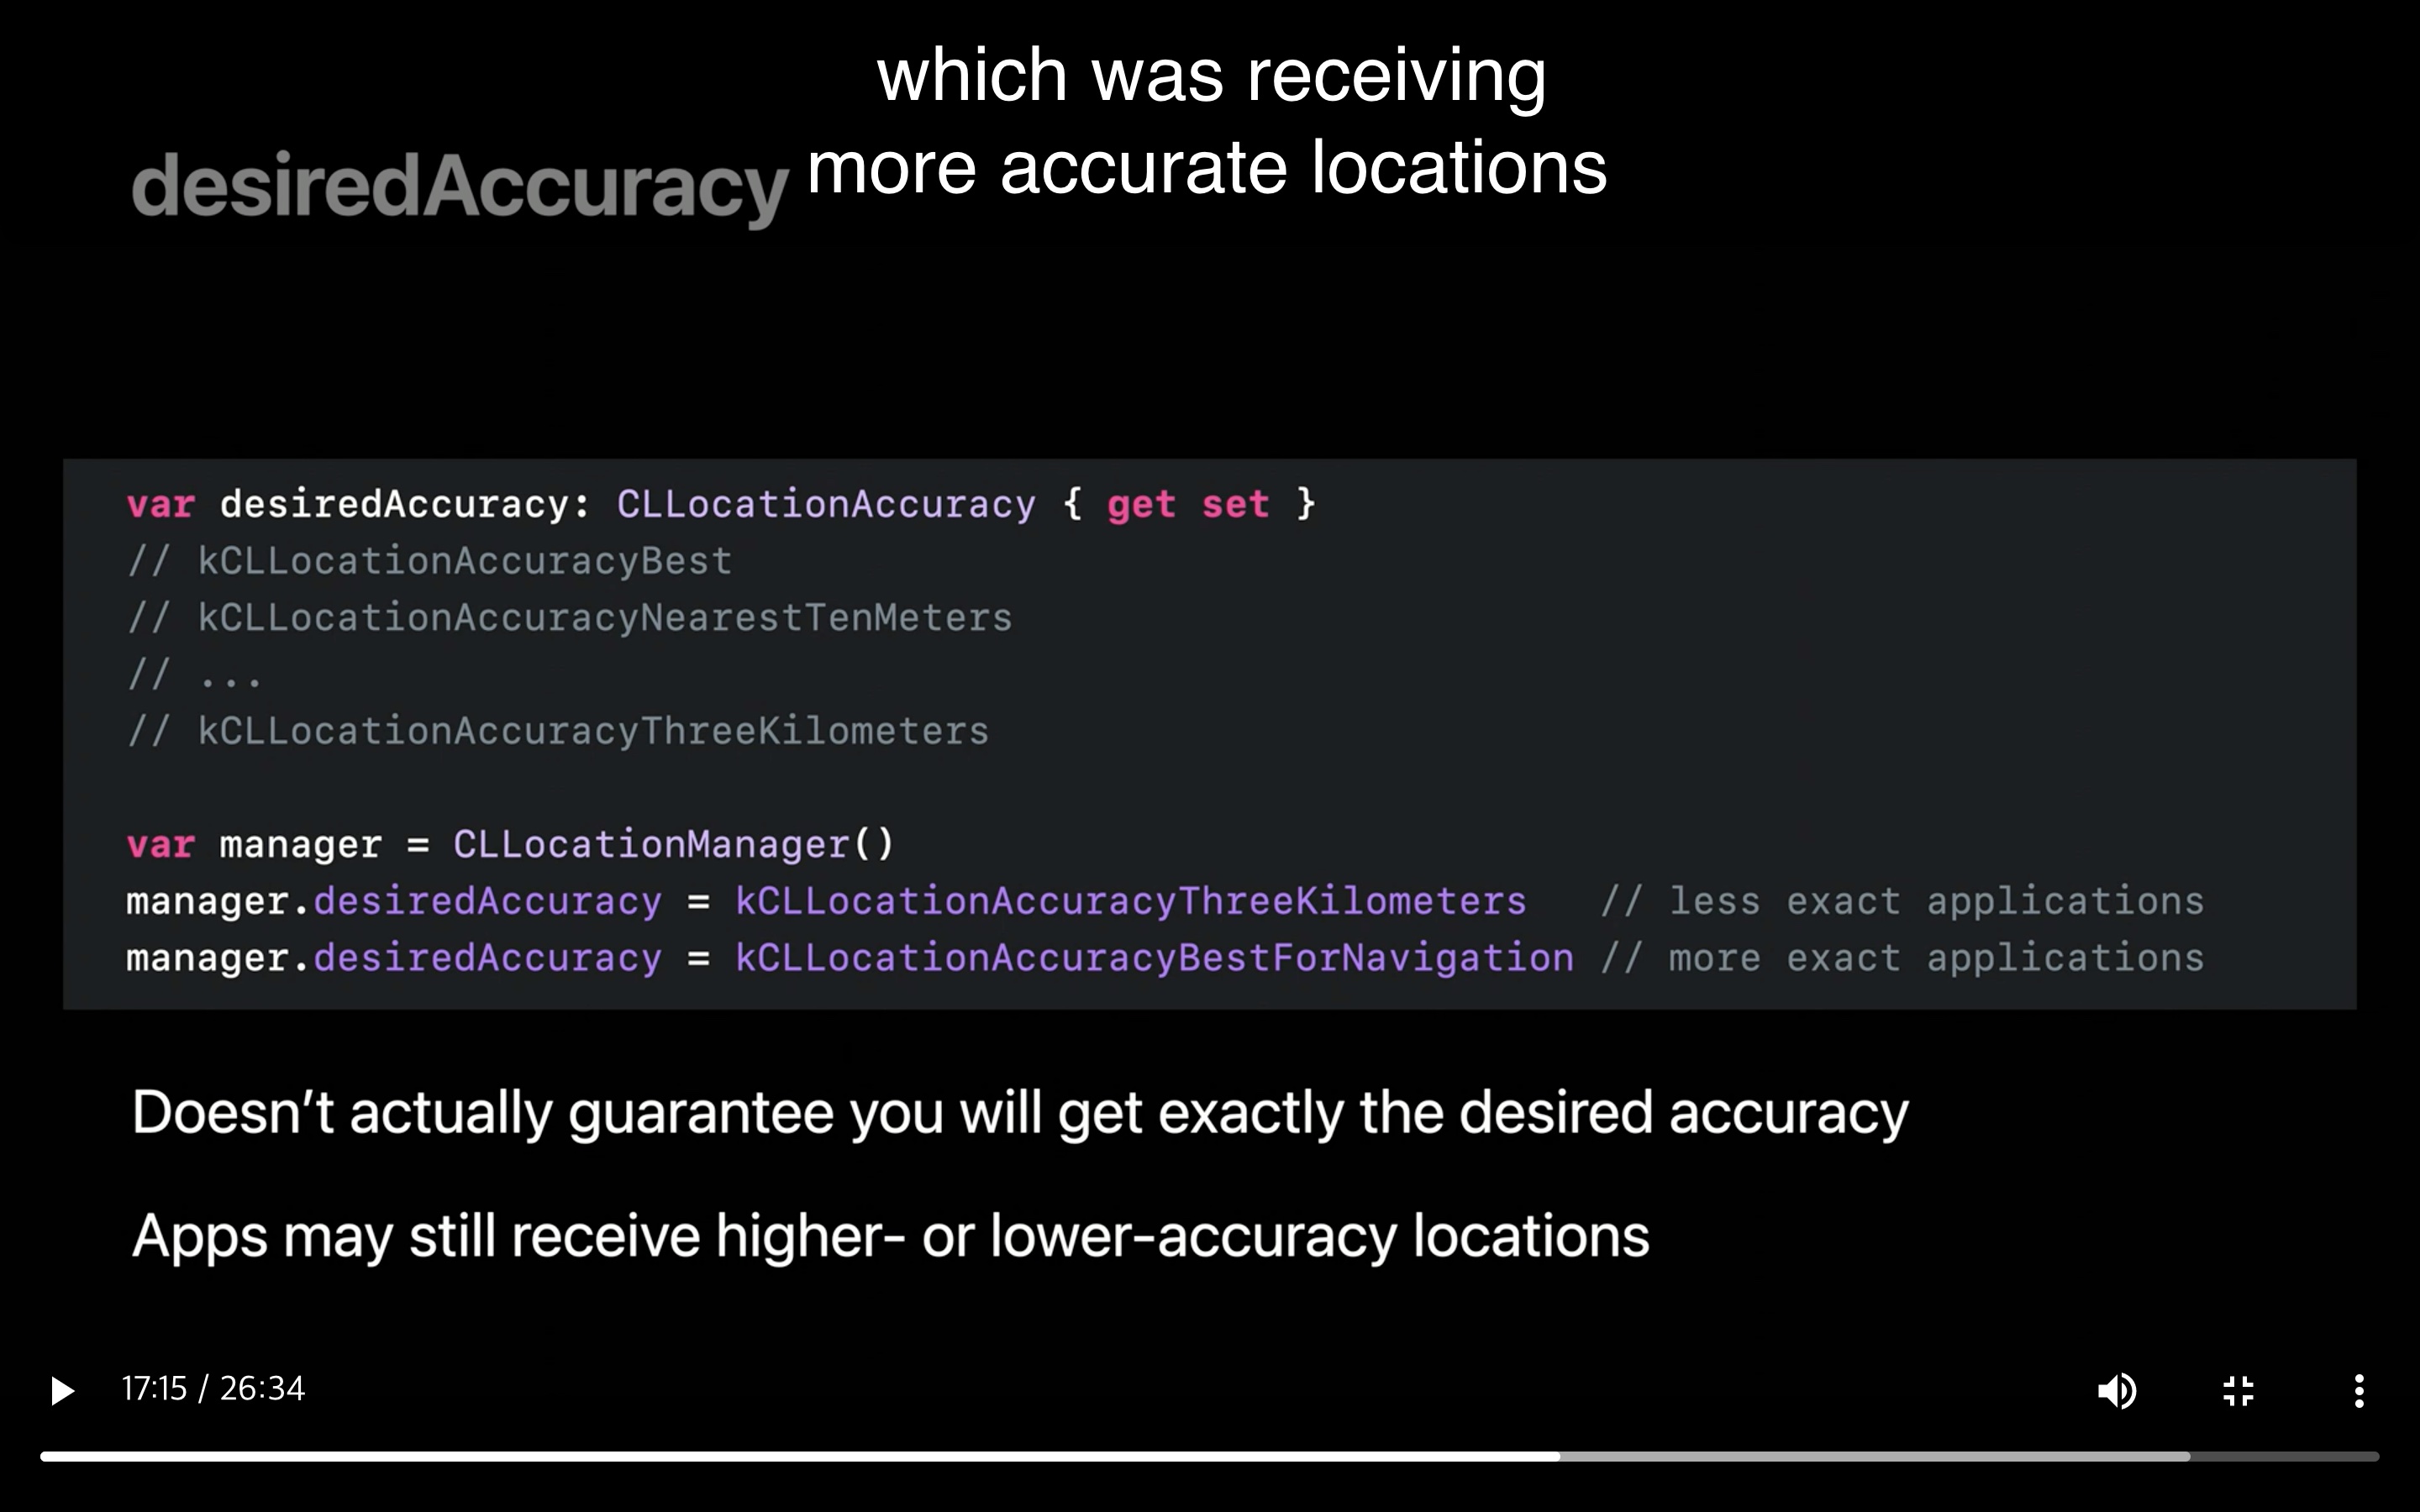 which was receiving
more accurate locations
desiredAccuracy
var desiredAccuracy: CLLocationAccuracy { get set }
// kCLLocationAccuracyBest
// kCLLocationAccuracyNearestTenMeters
// ...
// kCLLocationAccuracyThreeKilometers
var manager = CLLocationManager()
manager.desiredAccuracy = kCLLocationAccuracyThreeKilometers // less exact applications
manager.desiredAccuracy = kCLLocationAccuracyBestForNavigation // more exact applications
Doesn’t actually guarantee you will get exactly the desired accuracy
Apps may still receive higher- or lower-accuracy locations
17:15 / 26:34